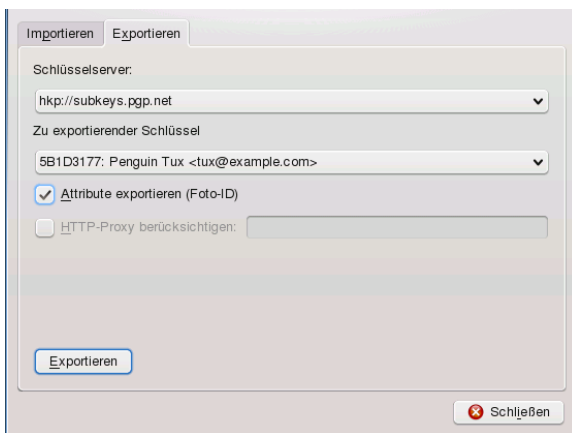 Importieren Exportieren
Schlüsselserver:
hkp://subkeys.pgp.net
Zu exportierender Schlüssel
5B1D3177: Penguin Tux <tux@example.com>
Attribute exportieren (Foto-ID)
HTTP-Proxy berücksichtigen:
Exportieren
Schließen